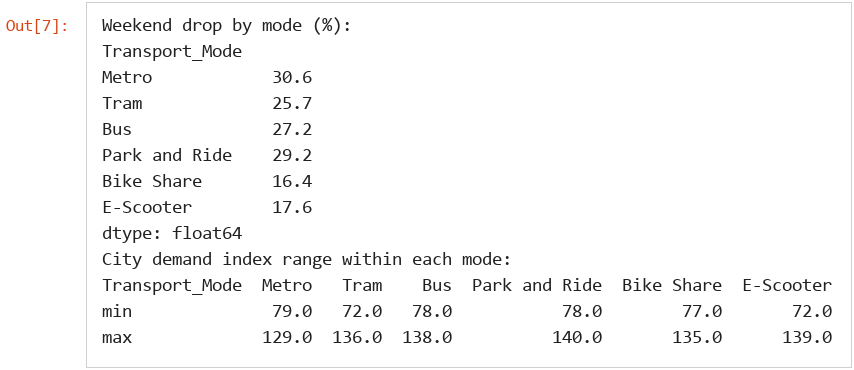 Out[7]:
Weekend drop by mode (%):
Transport_Mode
Metro            30.6
Tram             25.7
Bus              27.2
Park and Ride    29.2
Bike Share       16.4
E-Scooter        17.6
dtype: float64
City demand index range within each mode:
Transport_Mode  Metro   Tram    Bus  Park and Ride  Bike Share  E-Scooter
min              79.0   72.0   78.0           78.0        77.0       72.0
max             129.0  136.0  138.0          140.0       135.0      139.0